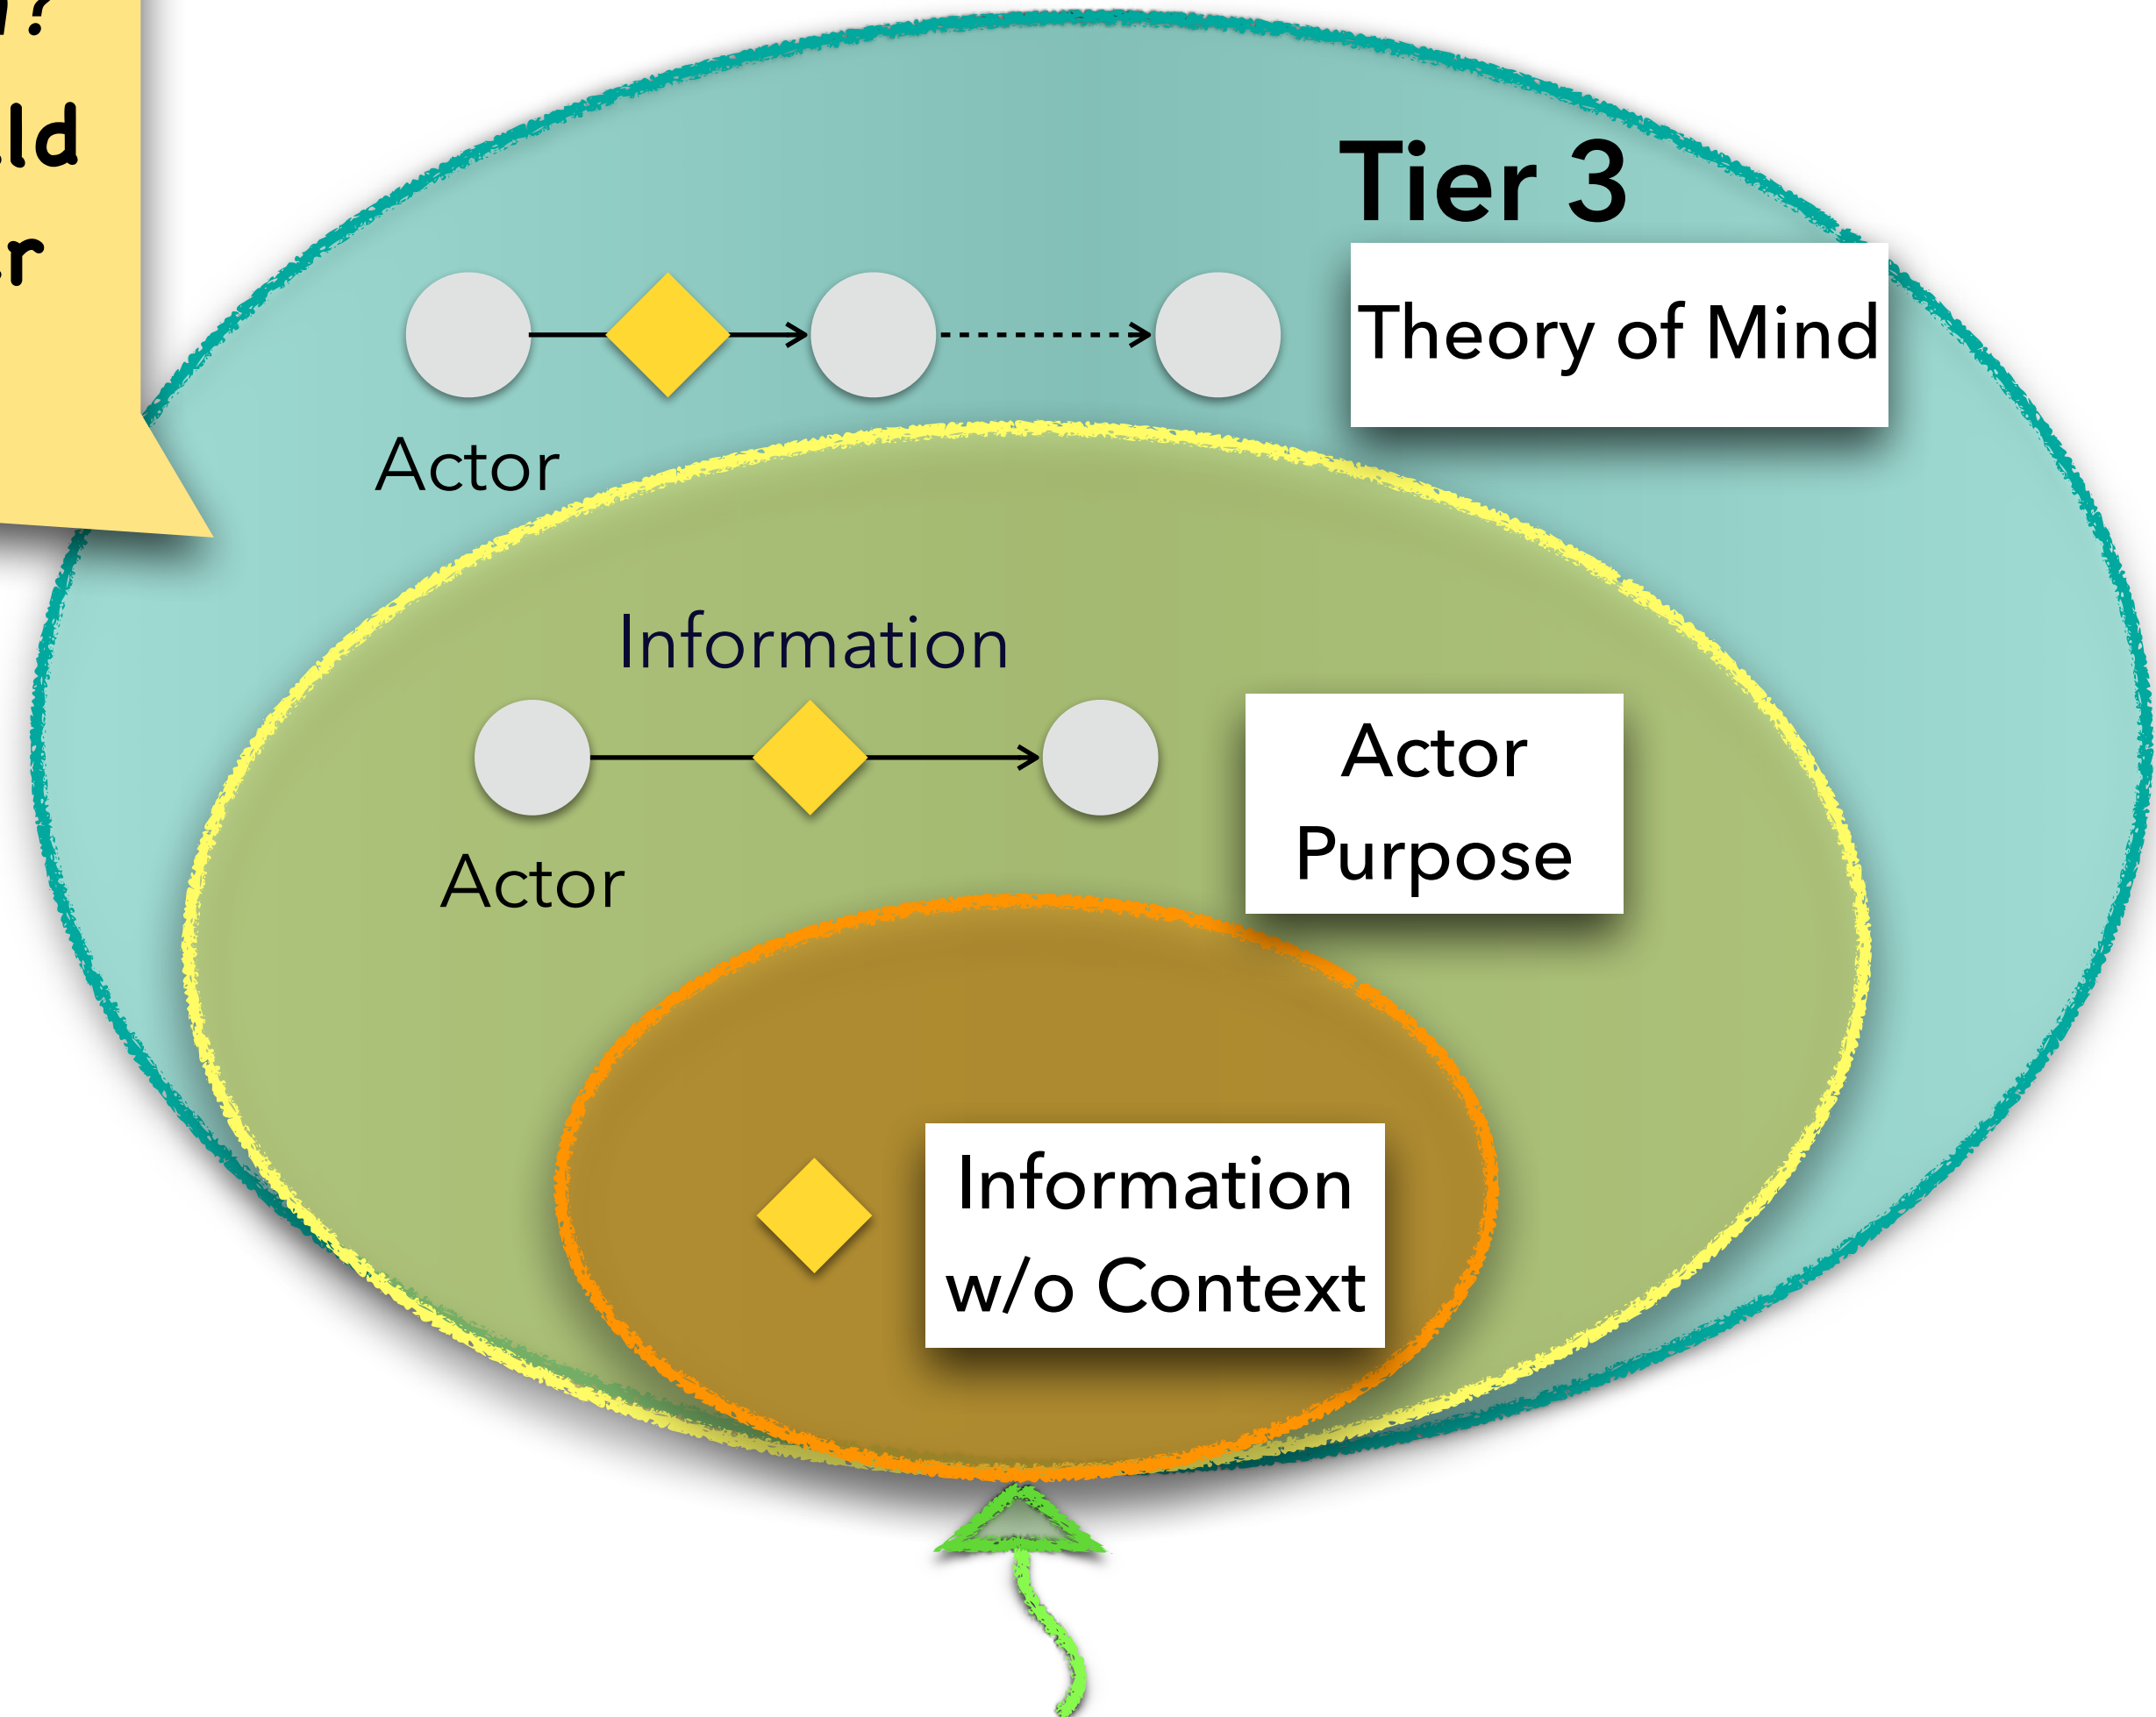 Tier 3
Theory of Mind
Actor
Information
Actor
Purpose
Actor
Information
w/o Context